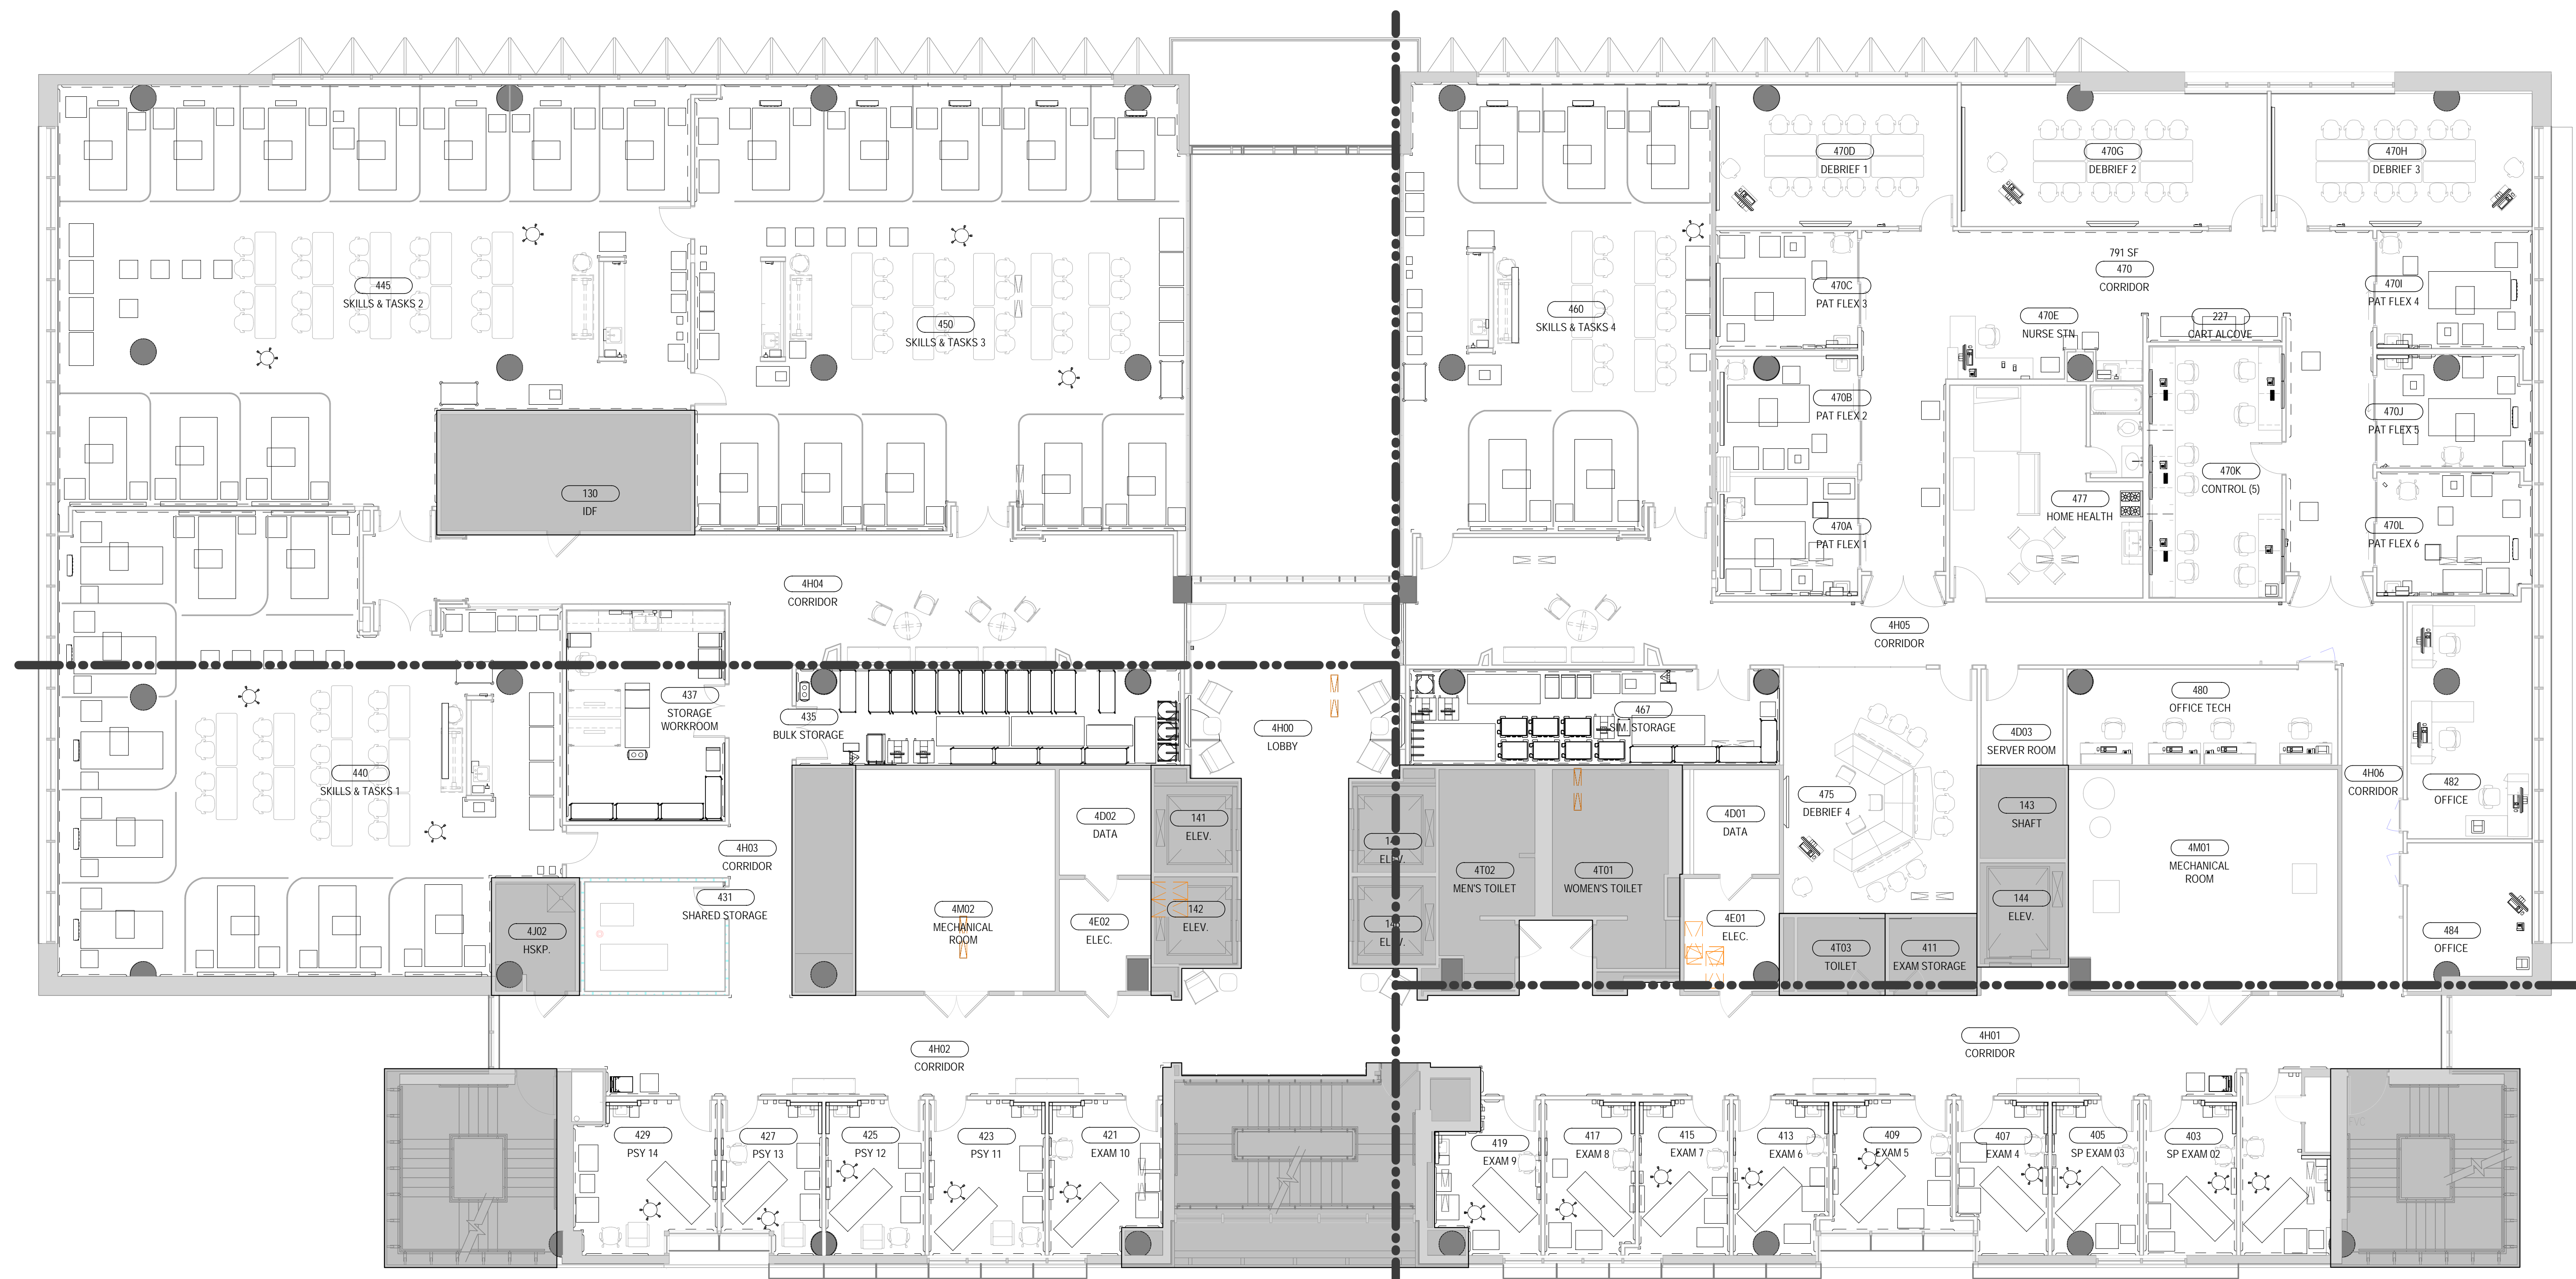 470D
DEBRIEF 1
470G
DEBRIEF 2
470H
DEBRIEF 3
445
SKILLS & TASKS 2
450
SKILLS & TASKS 3
460
SKILLS & TASKS 4
470C
PAT FLEX 3
791 SF
470
CORRIDOR
470I
PAT FLEX 4
470E
NURSE STN
227
CART ALCOVE
470B
PAT FLEX 2
470J
PAT FLEX 5
130
IDF
470A
PAT FLEX 1
477
HOME HEALTH
470K
CONTROL (5)
470L
PAT FLEX 6
4H04
CORRIDOR
4H05
CORRIDOR
437
STORAGE
WORKROOM
435
BULK STORAGE
4H00
LOBBY
467
SIM. STORAGE
4D03
SERVER ROOM
480
OFFICE TECH
440
SKILLS & TASKS 1
4H06
CORRIDOR
482
OFFICE
4D02
DATA
141
ELEV.
ELEV.
4D01
DATA
475
DEBRIEF 4
143
SHAFT
4H03
CORRIDOR
4T02
MEN'S TOILET
4T01
WOMEN'S TOILET
4M01
MECHANICAL
ROOM
431
SHARED STORAGE
4J02
HSKP.
4M02
MECHANICAL
ROOM
4E02
ELEC.
142
ELEV.
ELEV.
4E01
ELEC.
144
ELEV.
4T03
TOILET
411
EXAM STORAGE
484
OFFICE
4H02
CORRIDOR
4H01
CORRIDOR
429
PSY 14
427
PSY 13
425
PSY 12
423
PSY 11
421
EXAM 10
419
EXAM 9
417
EXAM 8
415
EXAM 7
413
EXAM 6
409
EXAM 5
407
EXAM 4
405
SP EXAM 03
403
SP EXAM 02